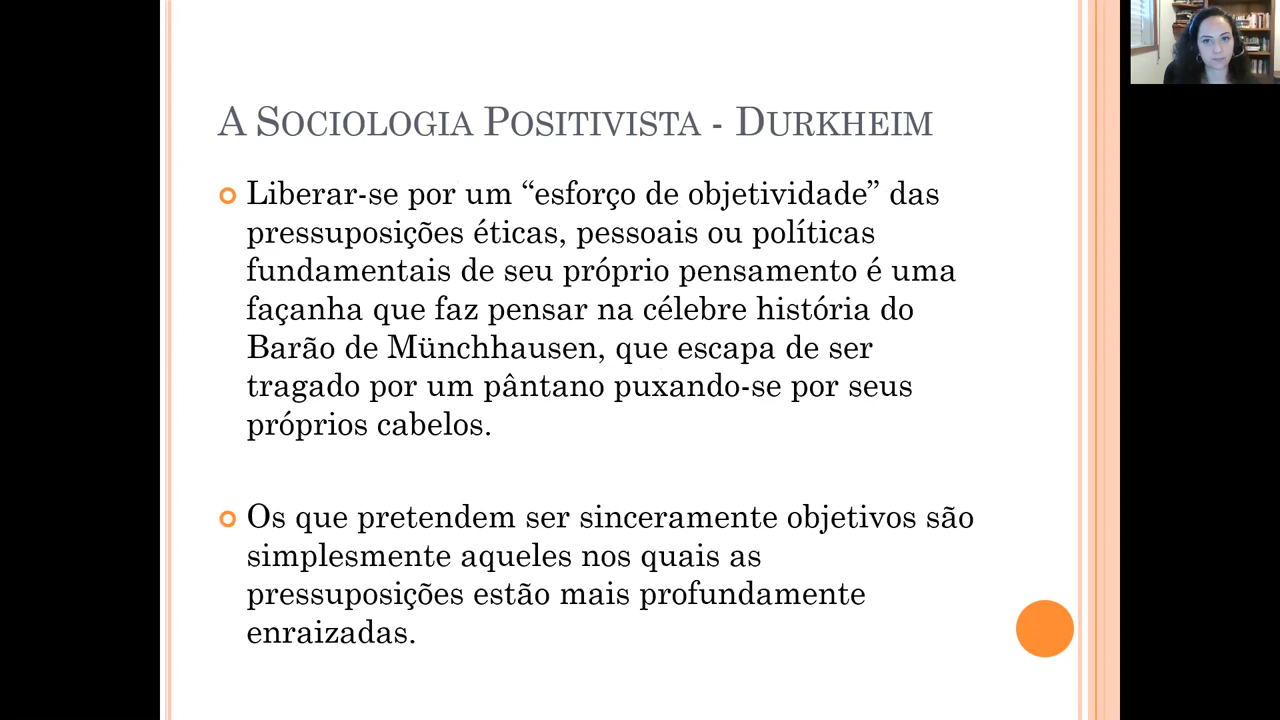 A Sociologia Positivista - Durkheim
Liberar-se por um “esforço de objetividade” das
pressuposições éticas, pessoais ou políticas
fundamentais de seu próprio pensamento é uma
façanha que faz pensar na célebre história do
Barão de Münchhausen, que escapa de ser
tragado por um pântano puxando-se por seus
próprios cabelos.
Os que pretendem ser sinceramente objetivos são
simplesmente aqueles nos quais as
pressuposições estão mais profundamente
enraizadas.